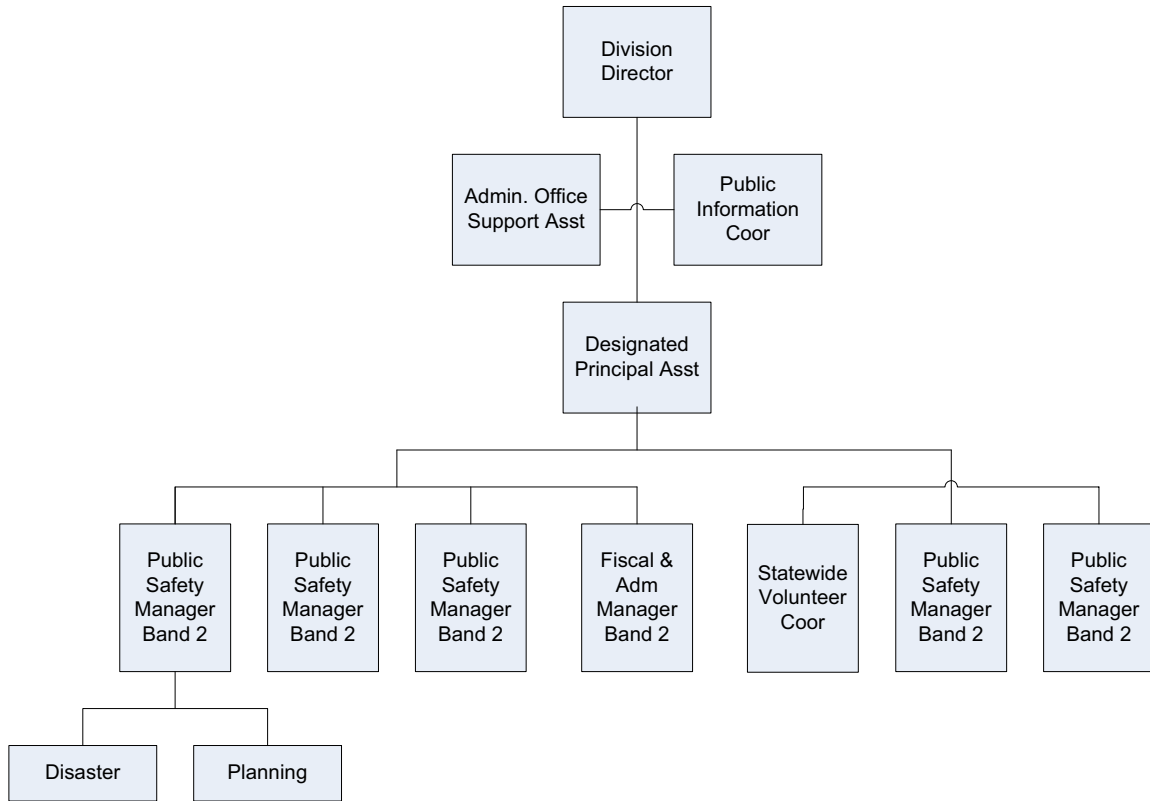 Division
Director
Admin. Office
Support Asst
Public
Information
Coor
Designated
Principal Asst
Public
Safety
Manager
Band 2
Public
Safety
Manager
Band 2
Public
Safety
Manager
Band 2
Fiscal &
Adm
Manager
Band 2
Statewide
Volunteer
Coor
Public
Safety
Manager
Band 2
Public
Safety
Manager
Band 2
Disaster
Planning